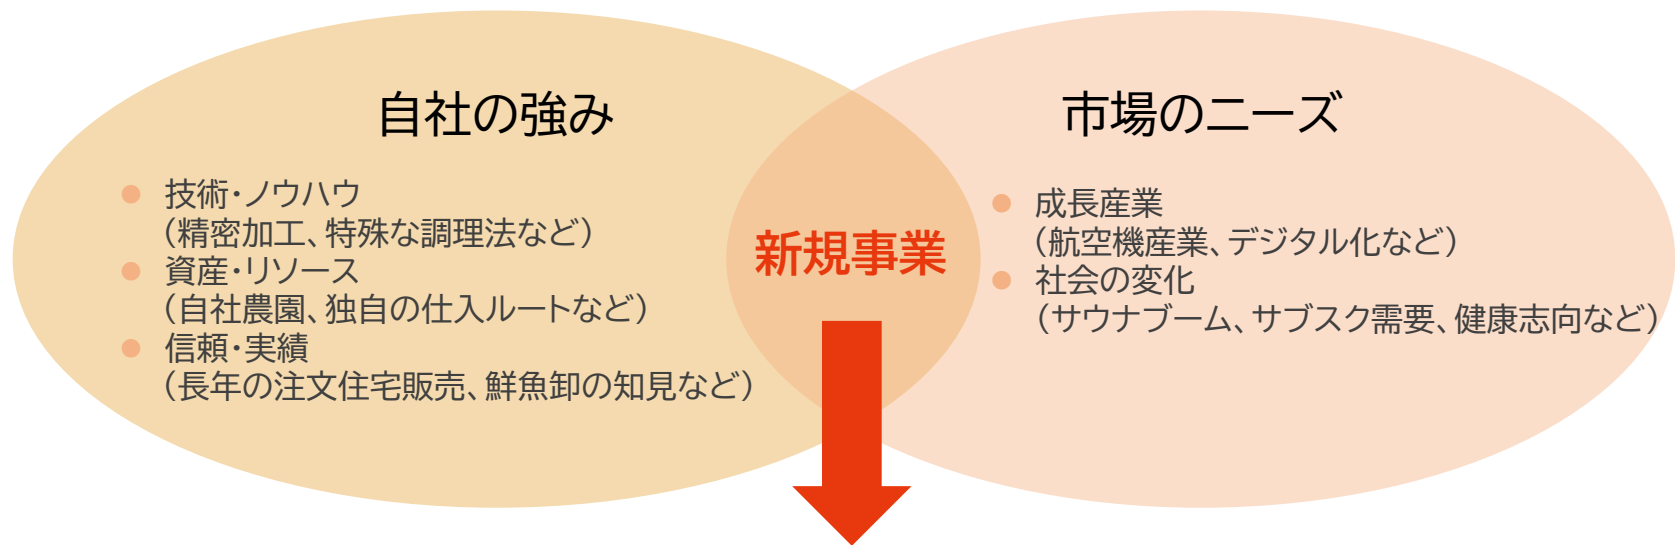 自社の強み
技術・ノウハウ
（精密加工、特殊な調理法など）
資産・リソース
（自社農園、独自の仕入ルートなど）
信頼・実績
（長年の注文住宅販売、鮮魚卸の知見など）
新規事業
市場のニーズ
成長産業
（航空機産業、デジタル化など）
社会の変化
（サウナブーム、サブスク需要、健康志向など）